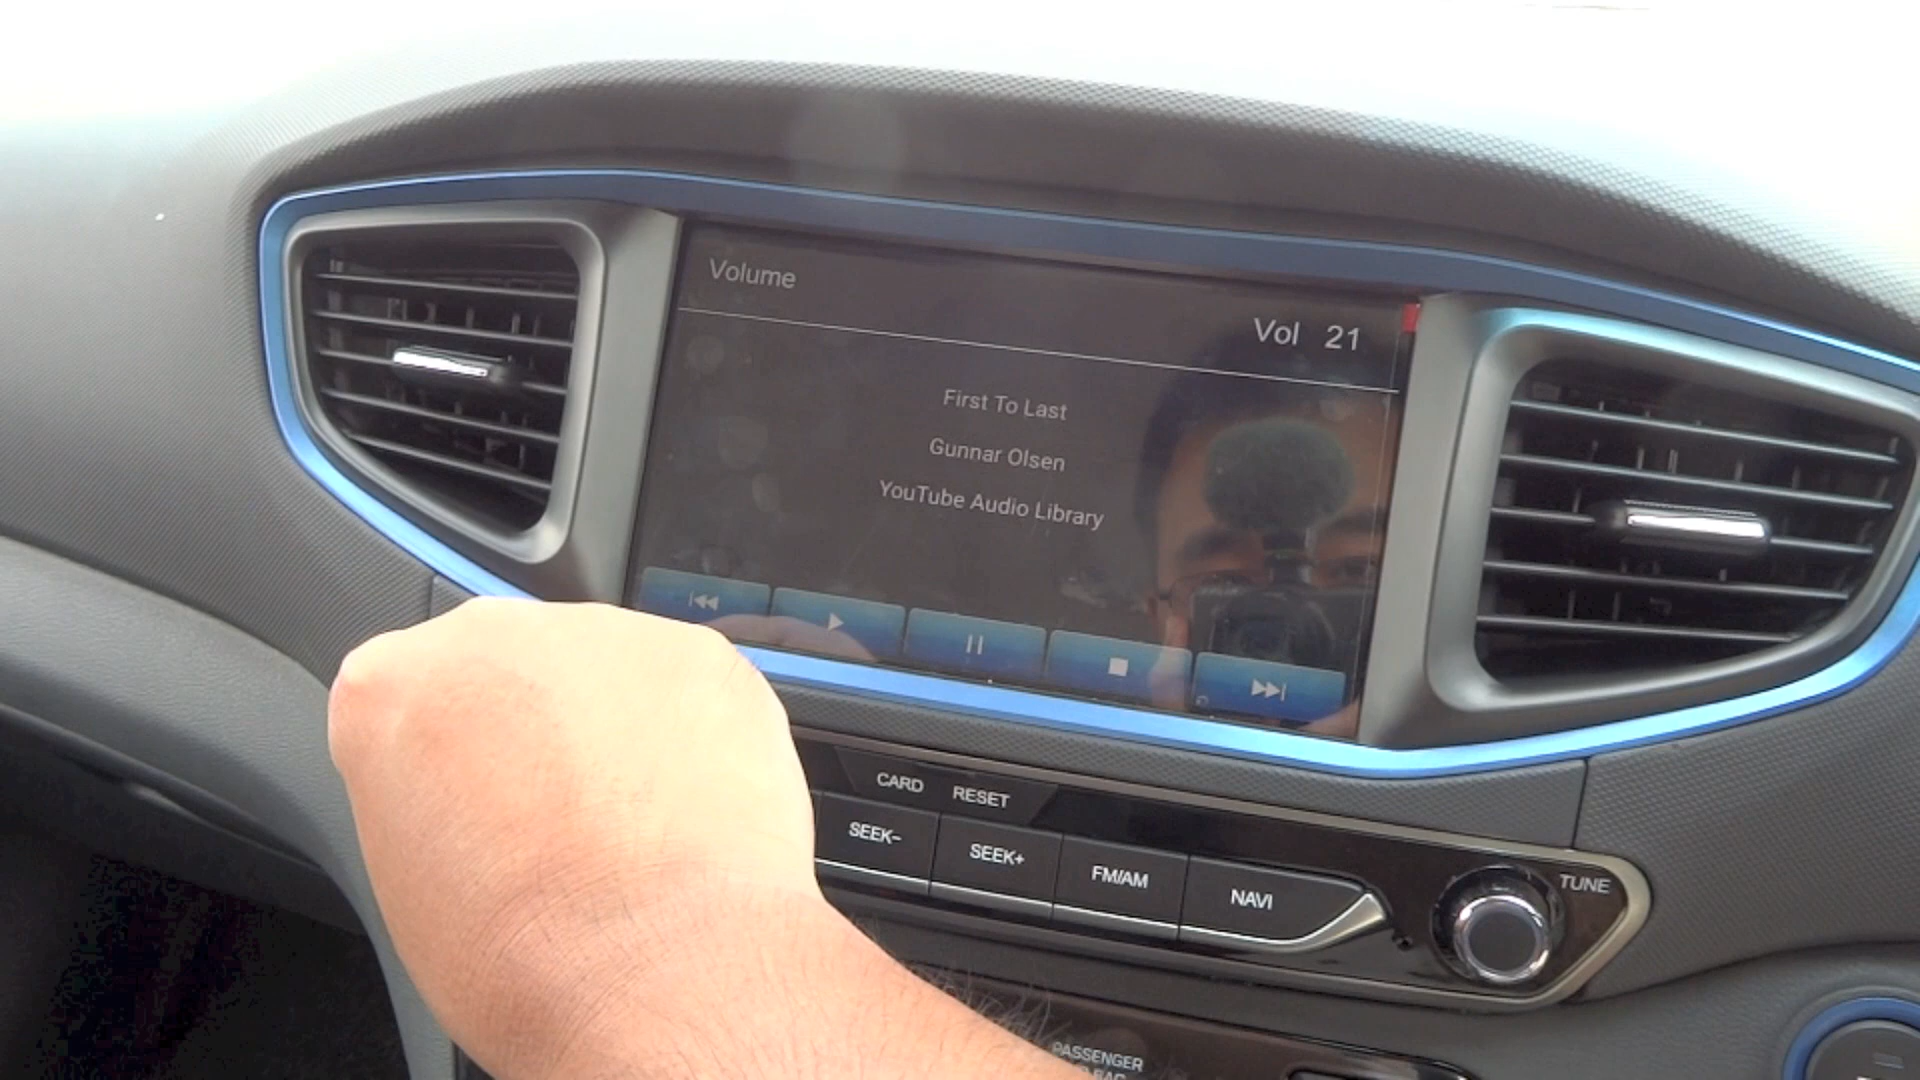 Volume
Vol 21
First To Last
Gunnar Olsen
YouTube Audio Library
CARD RESET
SEEK−
SEEK+
FM/AM
NAVI
TUNE
PASSENGER
BAG